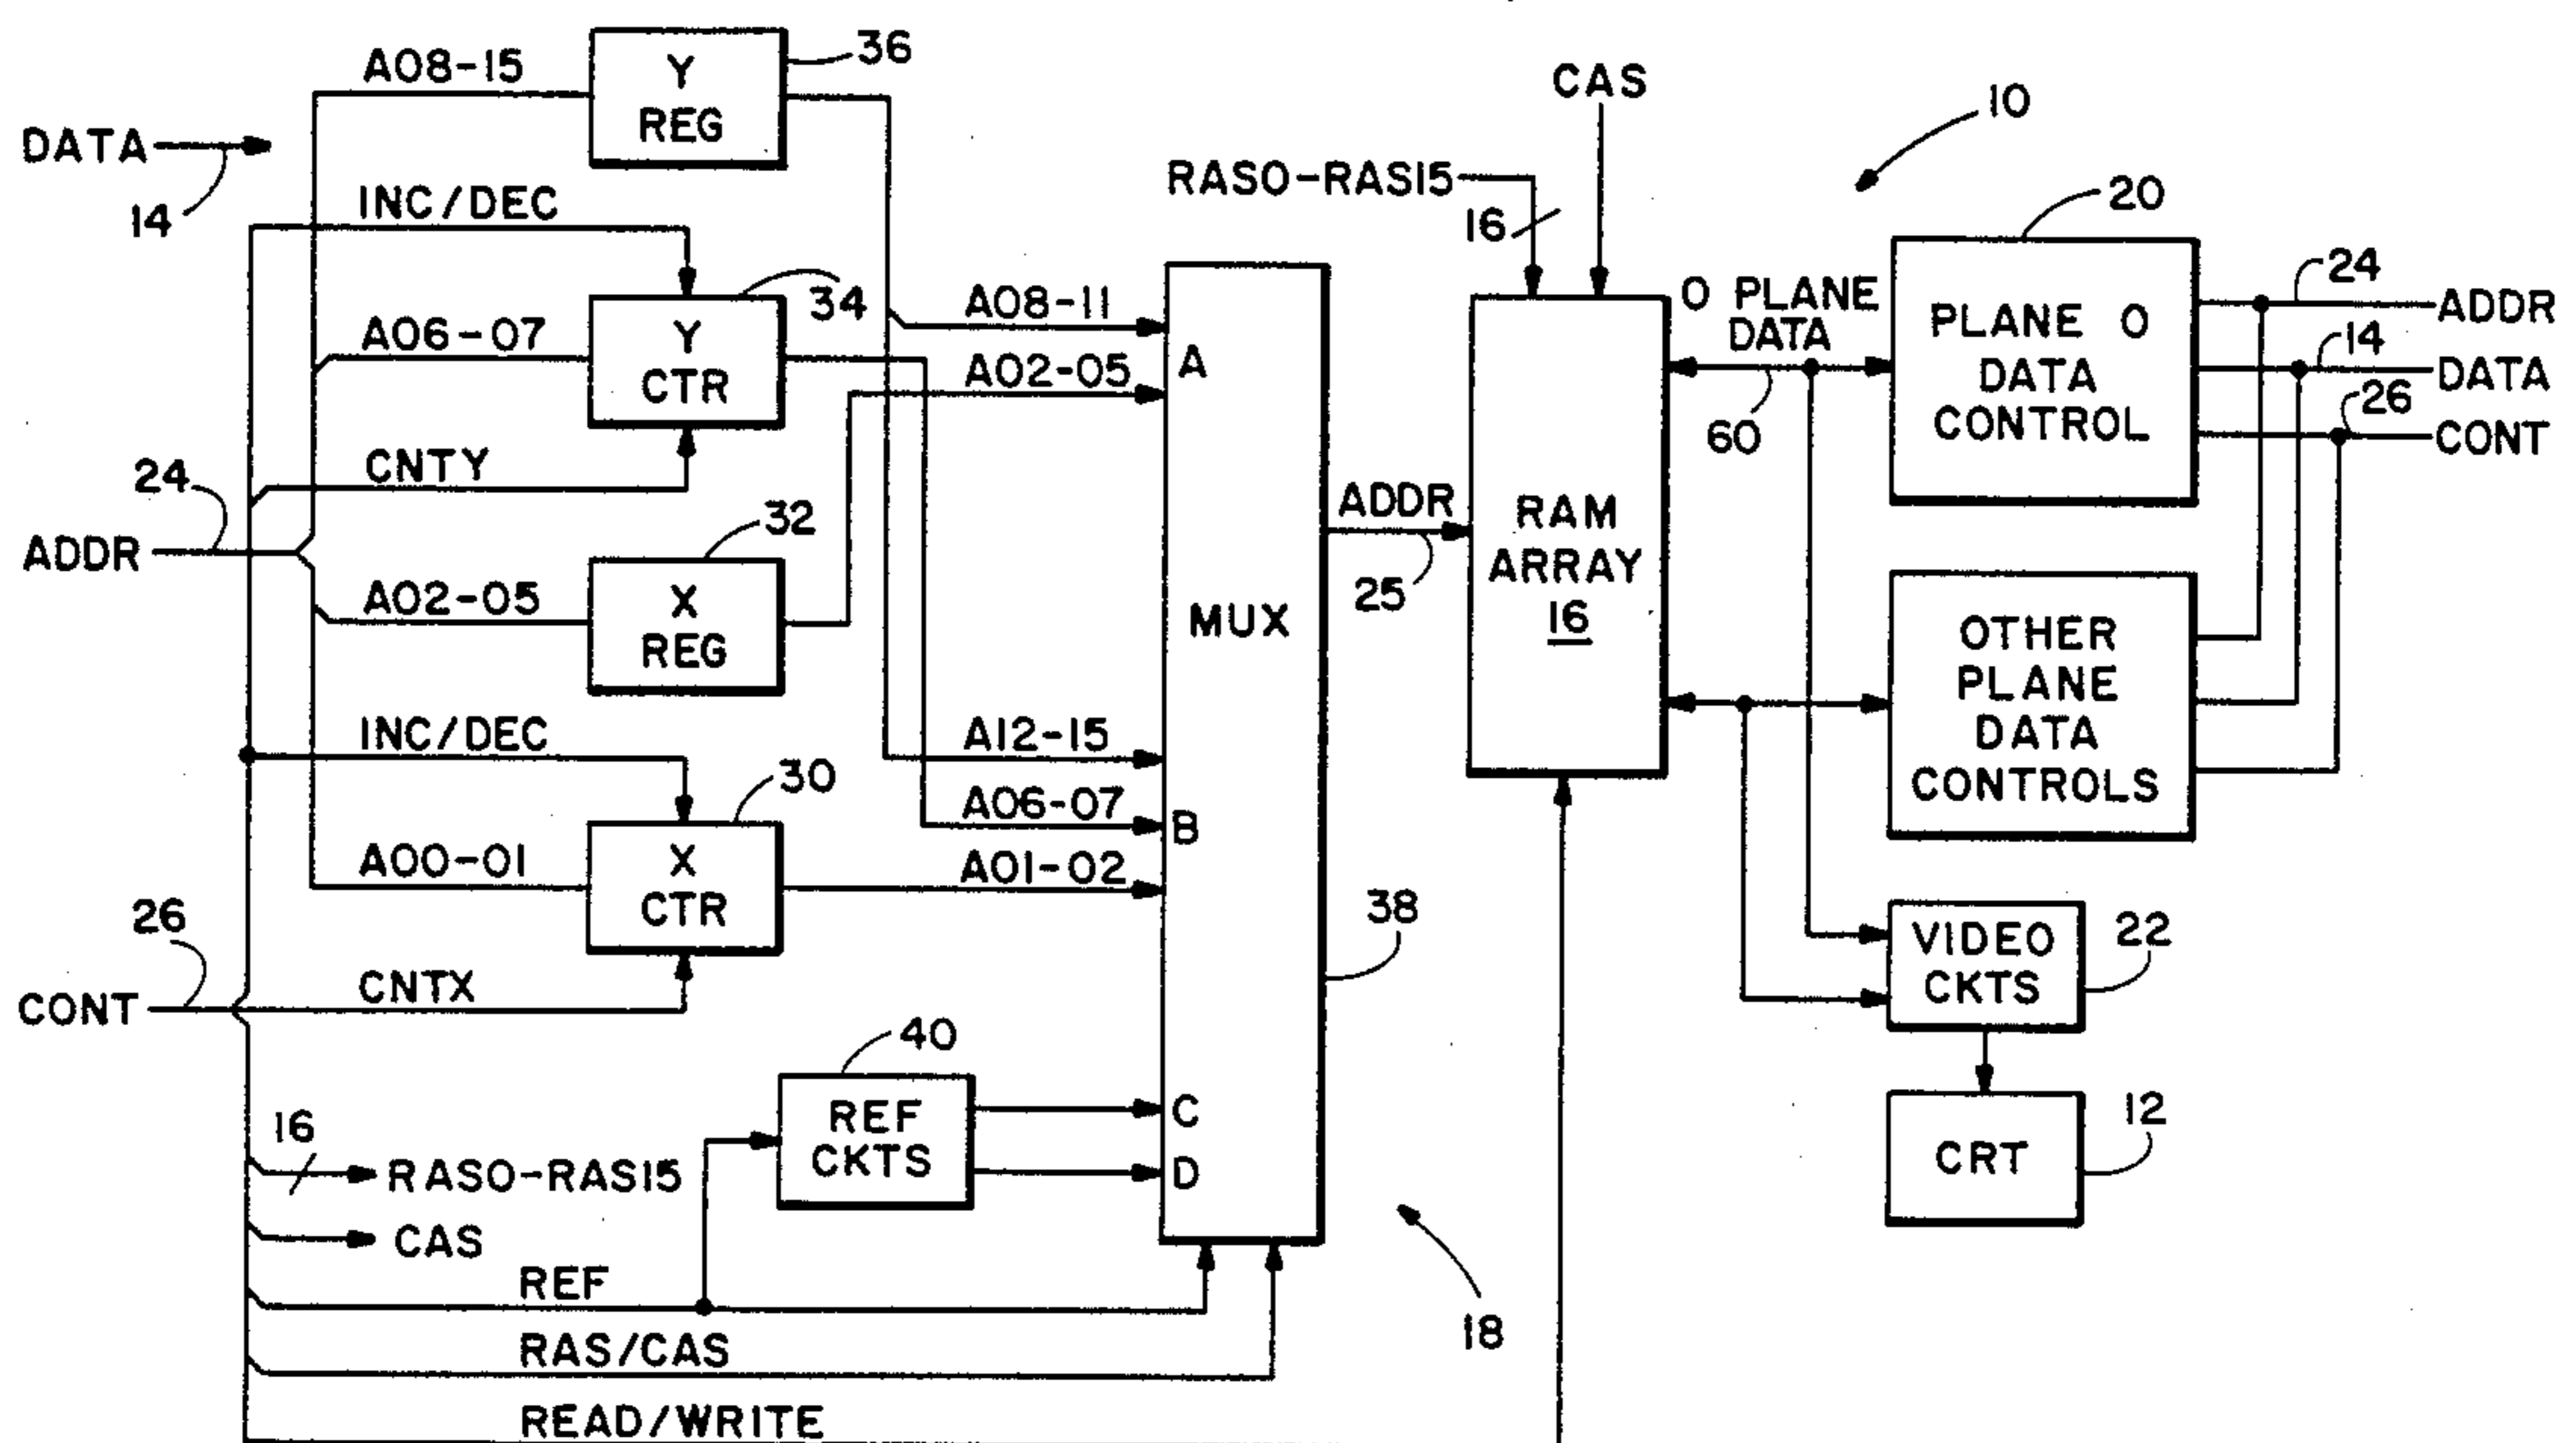 A08-15
Y
REG
36
DATA
14
INC/DEC
A06-07
Y
CTR
34
CNTY
24
ADDR
A02-05
X
REG
32
INC/DEC
A00-01
X
CTR
30
26
CONT
CNTX
16
RAS0-RAS15
CAS
REF
RAS/CAS
READ/WRITE
40
REF
CKTS
A08-11
A
A02-05
MUX
A12-15
A06-07
B
A01-02
C
D
38
18
ADDR
25
RAS0-RAS15
16
CAS
RAM
ARRAY
16
0 PLANE
DATA
60
10
20
PLANE 0
DATA
CONTROL
24
ADDR
14
DATA
26
CONT
OTHER
PLANE
DATA
CONTROLS
VIDEO
CKTS
22
CRT
12